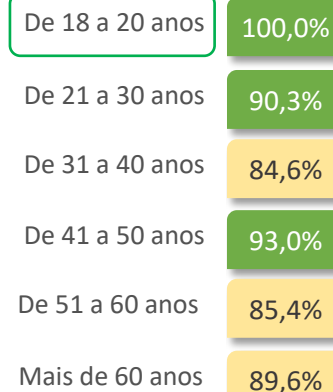 De 18 a 20 anos 100,0%
De 21 a 30 anos 90,3%
De 31 a 40 anos 84,6%
De 41 a 50 anos 93,0%
De 51 a 60 anos 85,4%
Mais de 60 anos 89,6%